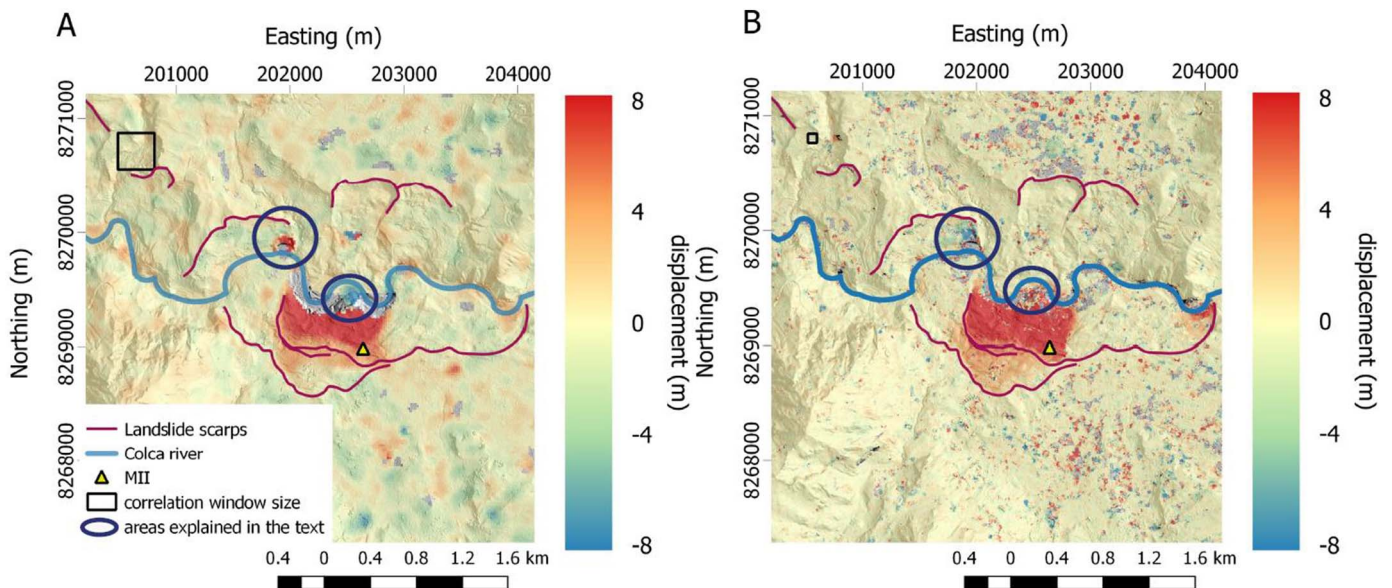 A
Easting (m)
201000 202000 203000 204000
8271000
8270000
8269000
8268000
Northing (m)
8
4
0
-4
-8
displacement (m)
Landslide scarps
Colca river
MII
correlation window size
areas explained in the text
0.4 0 0.4 0.8 1.2 1.6 km
B
Easting (m)
201000 202000 203000 204000
8271000
8270000
8269000
8268000
Northing (m)
8
4
0
-4
-8
displacement (m)
0.4 0 0.4 0.8 1.2 1.6 km